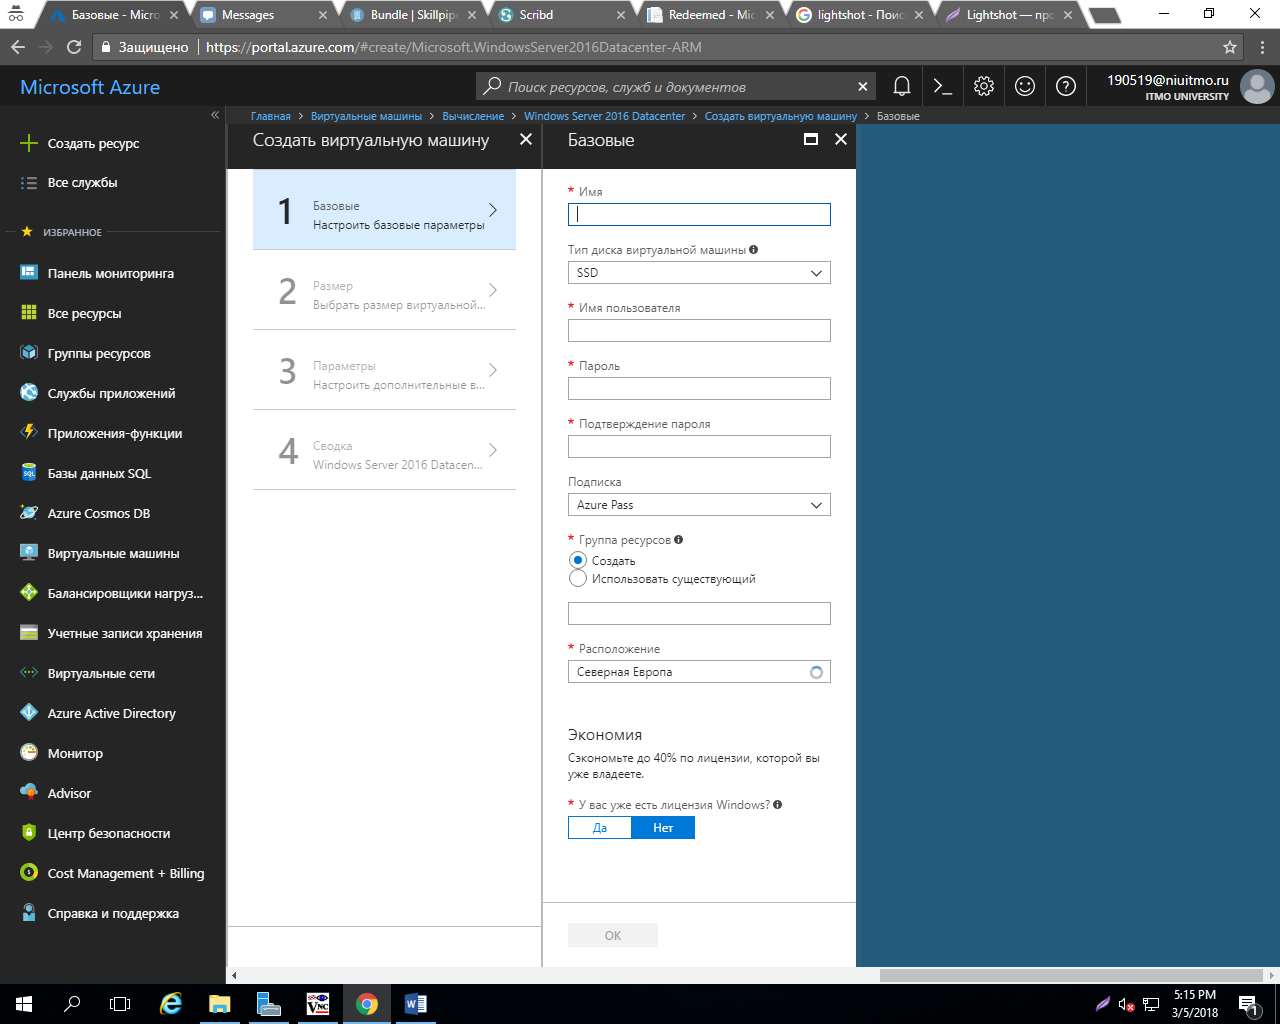 Базовые - Micro
Messages
Bundle | Skillpipe
Scribd
Redeemed - Mic
lightshot - Поис
Lightshot — про
Защищено
https://portal.azure.com/#create/Microsoft.WindowsServer2016Datacenter-ARM
Microsoft Azure
Поиск ресурсов, служб и документов
190519@niuitmo.ru
ITMO UNIVERSITY
Главная > Виртуальные машины > Вычисление > Windows Server 2016 Datacenter > Создать виртуальную машину > Базовые
Создать ресурс
Все службы
ИЗБРАННОЕ
Панель мониторинга
Все ресурсы
Группы ресурсов
Службы приложений
Приложения-функции
Базы данных SQL
Azure Cosmos DB
Виртуальные машины
Балансировщики нагруз...
Учетные записи хранения
Виртуальные сети
Azure Active Directory
Монитор
Advisor
Центр безопасности
Cost Management + Billing
Справка и поддержка
Создать виртуальную машину
1
Базовые
Настроить базовые параметры
2
Размер
Выбрать размер виртуальной...
3
Параметры
Настроить дополнительные в...
4
Сводка
Windows Server 2016 Datacen...
Базовые
* Имя
Тип диска виртуальной машины
SSD
* Имя пользователя
* Пароль
* Подтверждение пароля
Подписка
Azure Pass
* Группа ресурсов
Создать
Использовать существующий
* Расположение
Северная Европа
Экономия
Сэкономьте до 40% по лицензии, которой вы
уже владеете.
* У вас уже есть лицензия Windows?
Да
Нет
ОК
5:15 PM
3/5/2018
1